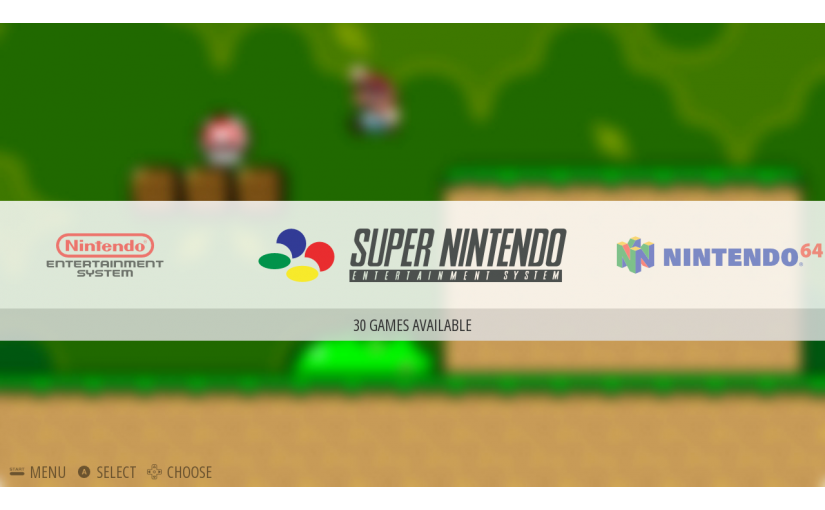 Nintendo®
ENTERTAINMENT
SYSTEM
SUPER NINTENDO
ENTERTAINMENT SYSTEM
NINTENDO64
30 GAMES AVAILABLE
START MENU A SELECT CHOOSE